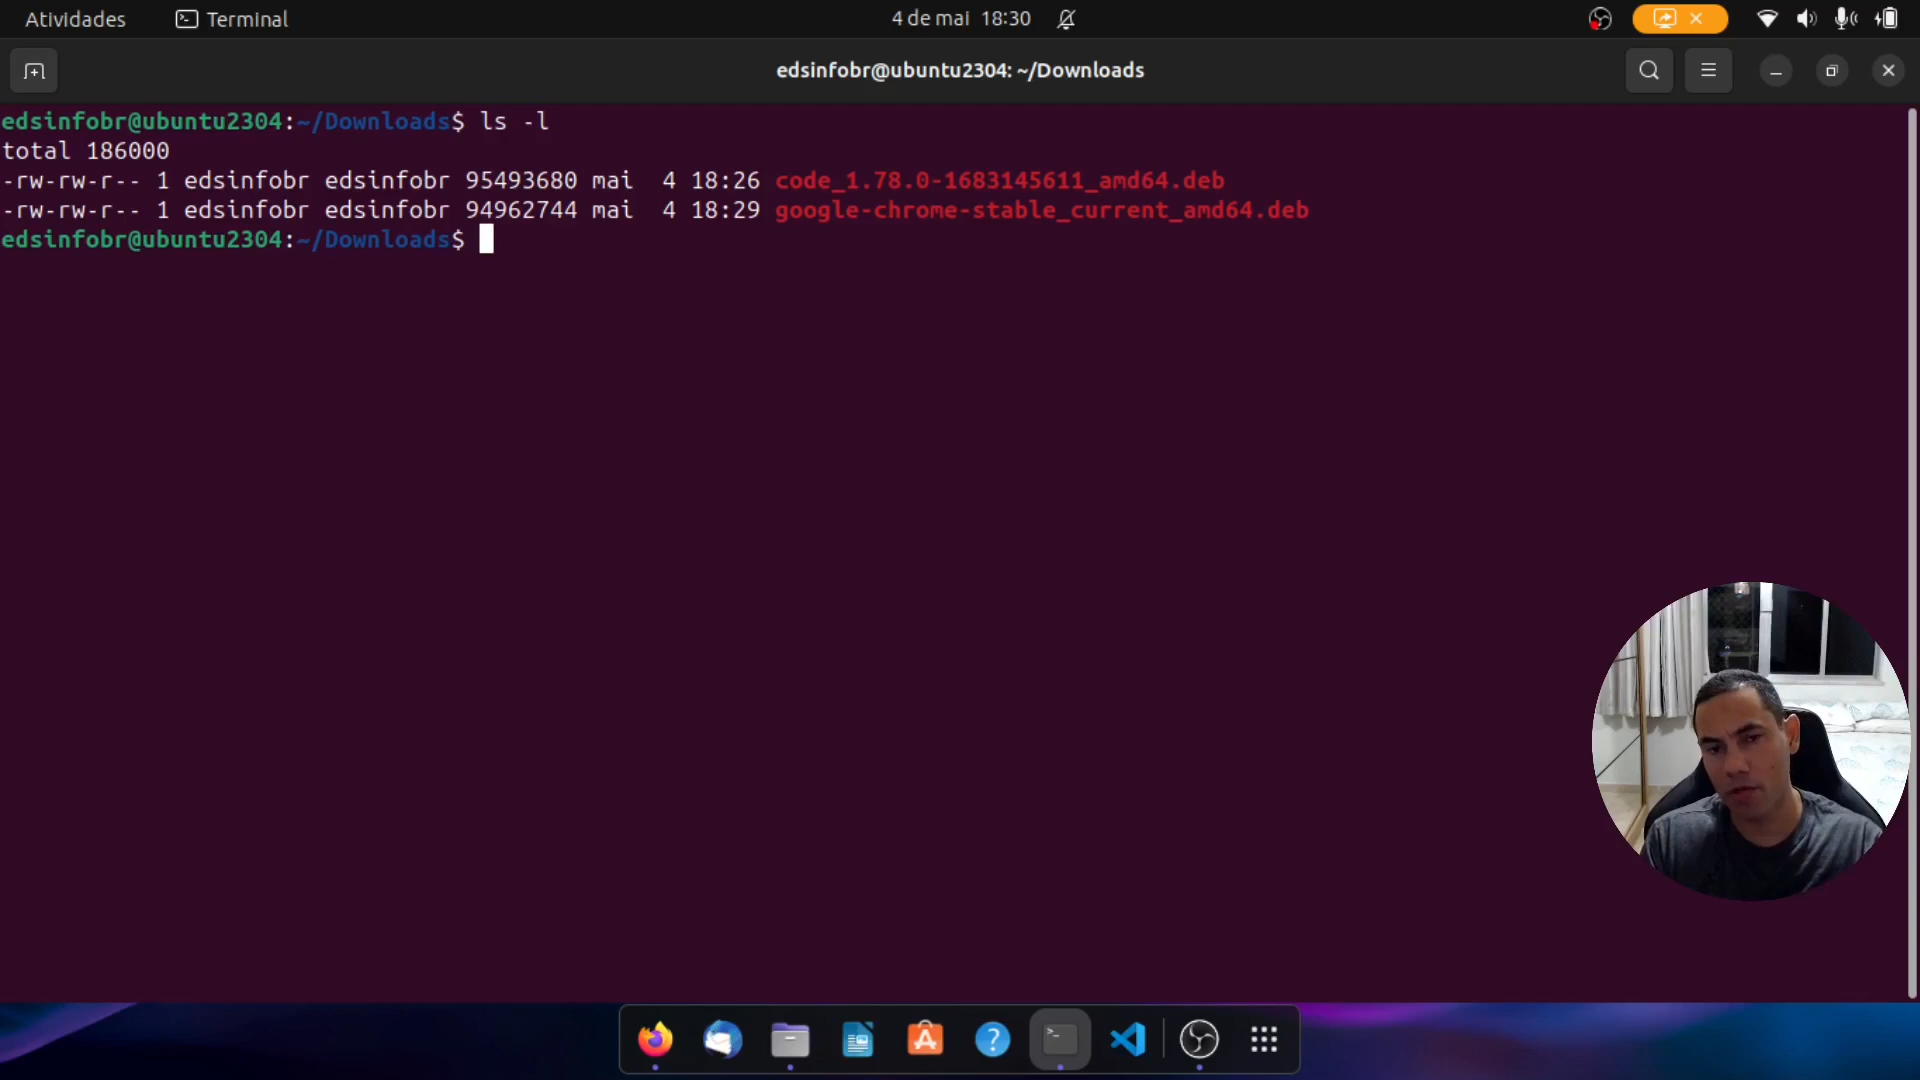 Atividades Terminal 4 de mai 18:30
edsinfobr@ubuntu2304: ~/Downloads
edsinfobr@ubuntu2304:~/Downloads$ ls -l
total 186000
-rw-rw-r-- 1 edsinfobr edsinfobr 95493680 mai  4 18:26 code_1.78.0-1683145611_amd64.deb
-rw-rw-r-- 1 edsinfobr edsinfobr 94962744 mai  4 18:29 google-chrome-stable_current_amd64.deb
edsinfobr@ubuntu2304:~/Downloads$